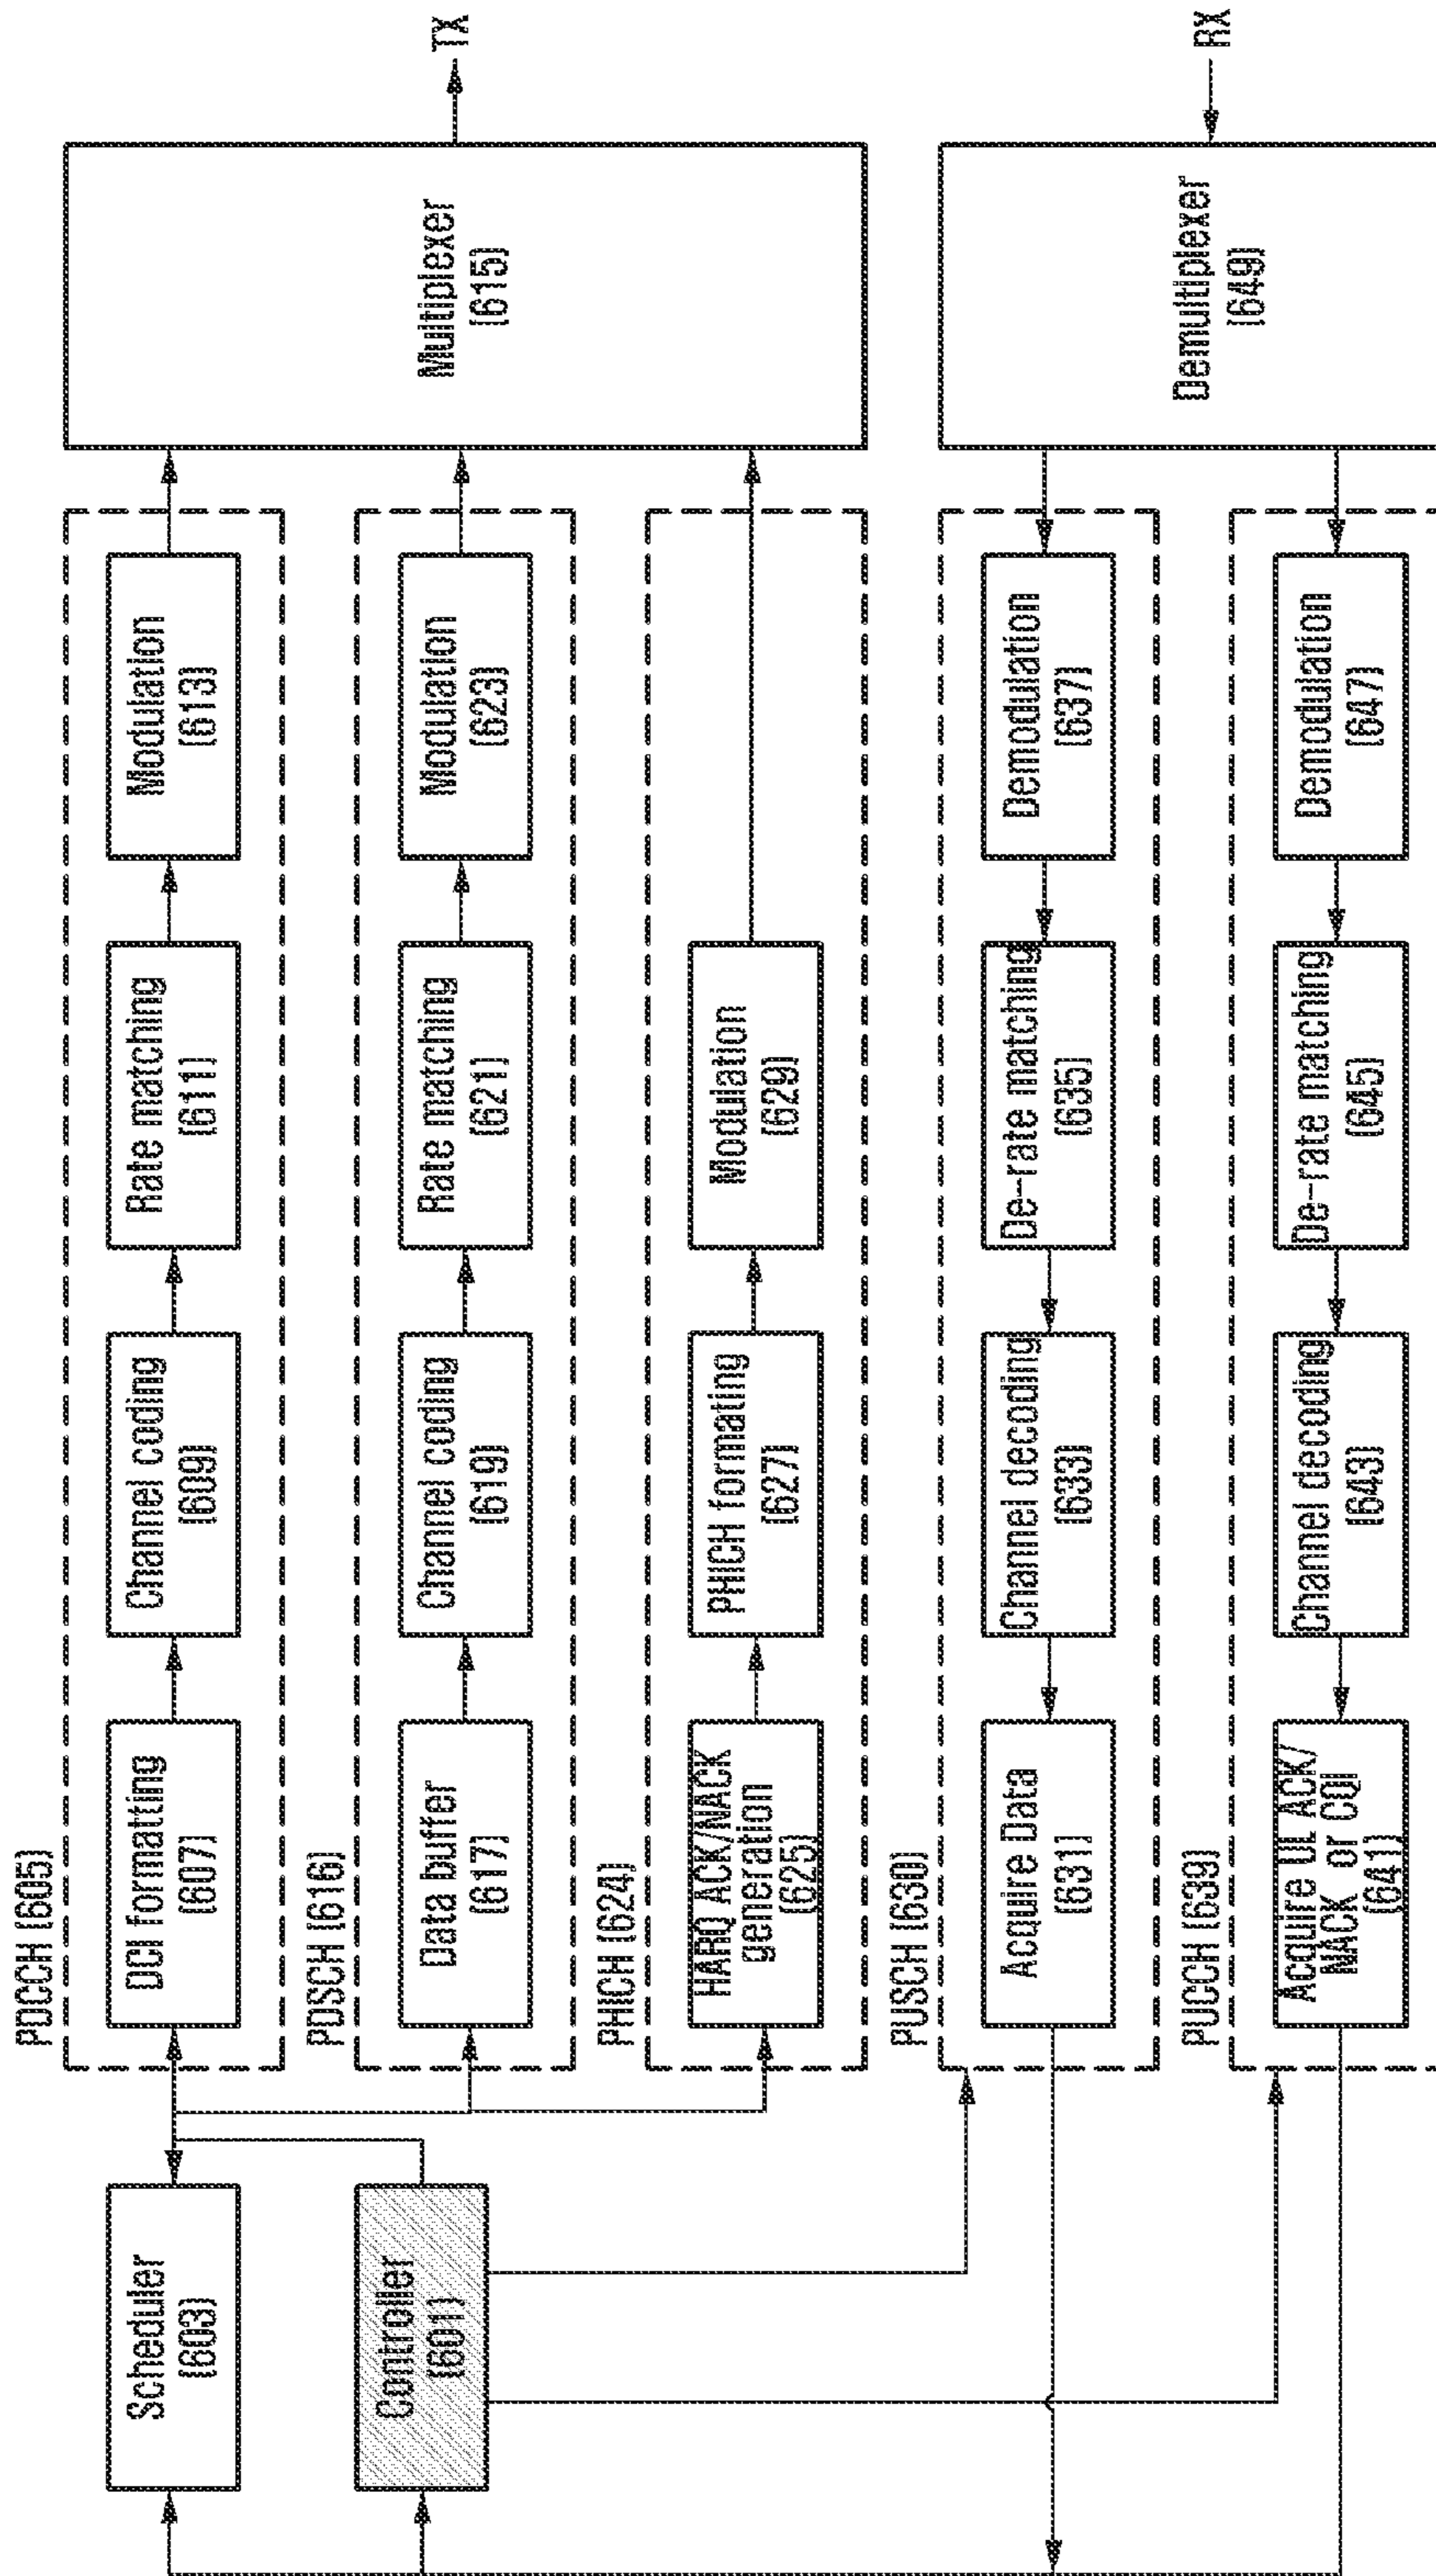 Scheduler
(603)
Controller
(601)
PDCCH (605)
DCI formatting
(607)
Channel coding
(609)
Rate matching
(611)
Modulation
(613)
PDSCH (616)
Data buffer
(617)
Channel coding
(619)
Rate matching
(621)
Modulation
(623)
PHICH (624)
HARQ ACK/NACK
generation
(625)
PHICH formating
(627)
Modulation
(629)
Multiplexer
(615)
TX
PUSCH (630)
Acquire Data
(631)
Channel decoding
(633)
De-rate matching
(635)
Demodulation
(637)
PUCCH (639)
Acquire UL ACK/
NACK or CQI
(641)
Channel decoding
(643)
De-rate matching
(645)
Demodulation
(647)
Demultiplexer
(649)
RX